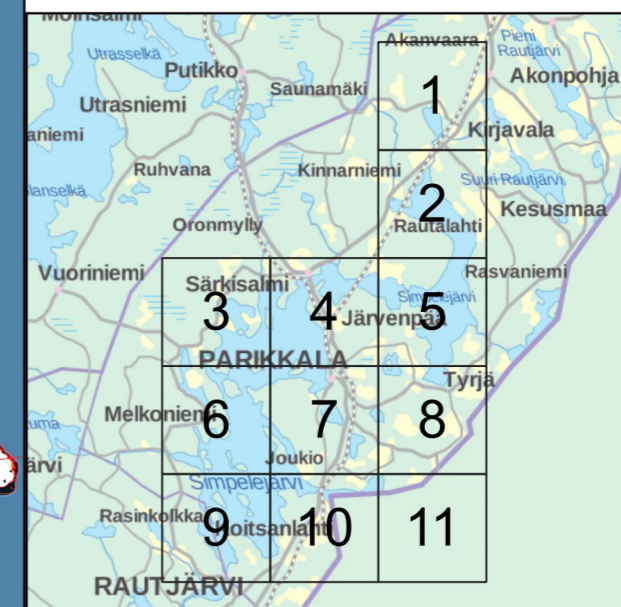 Akanvaara
Pieni
Rautjärvi
Utrasselkä
Putikko
Akonpohja
Saunamäki
1
Utrasniemi
Kirjavala
aniemi
Ruhvana
Kinnarniemi
Suuri-Rautjärvi
lanselkä
2
Kesusmaa
Oronmylly
Rautalahti
Vuoriniemi
Särkisalmi
Rasvaniemi
Simpelejärvi
3
4
Järvenpää
5
PARIKKALA
Tyrjä
Melkoniemi
6
7
8
Joukio
ärvi
Simpelejärvi
Rasinkolkka
9
10
11
RAUTJÄRVI